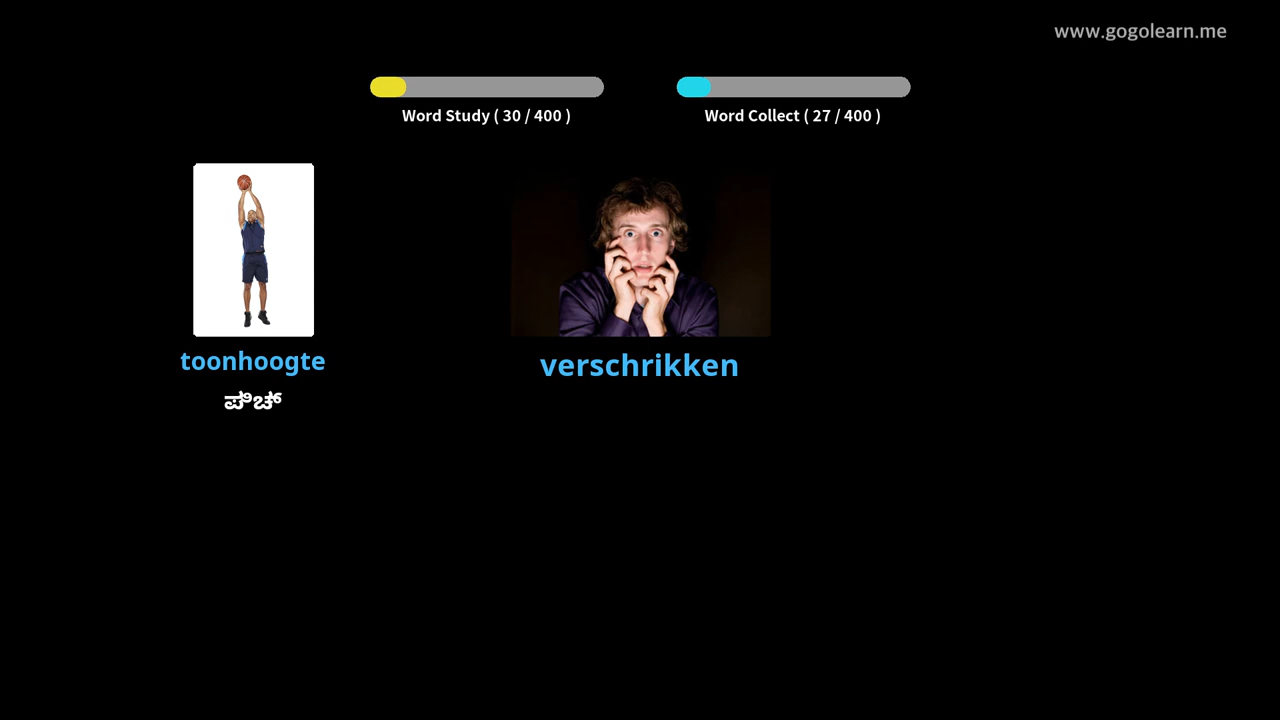 www.gogolearn.me
Word Study ( 30 / 400 )
Word Collect ( 27 / 400 )
toonhoogte
ಪಿಚ್
verschrikken